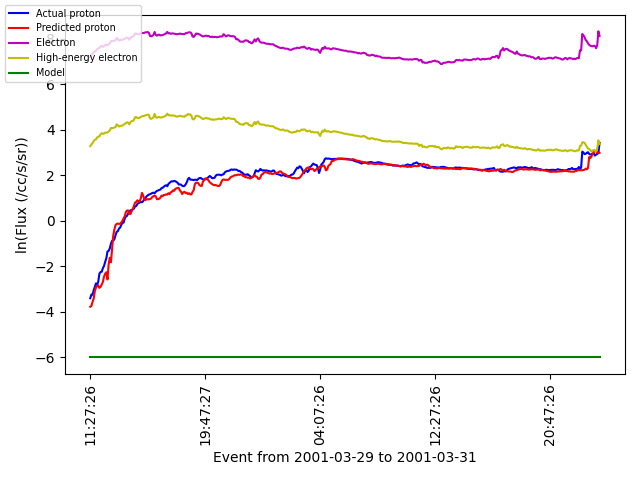 Actual proton
Predicted proton
Electron
High-energy electron
Model
8
6
4
2
0
−2
−4
−6
ln(Flux (/cc/s/sr))
11:27:26
19:47:27
04:07:26
12:27:26
20:47:26
Event from 2001-03-29 to 2001-03-31